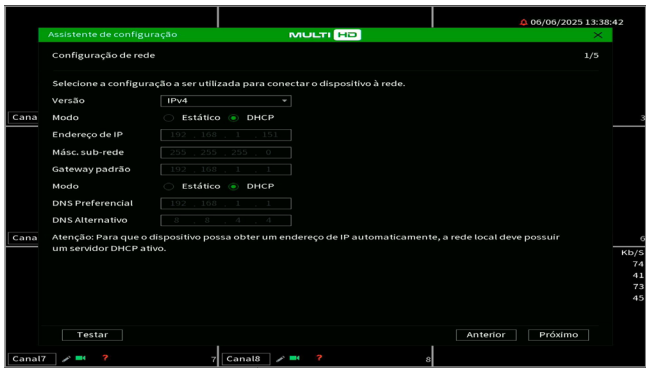 06/06/2025 13:38:42
Assistente de configuração
MULTI HD
Configuração de rede
1/5
Selecione a configuração a ser utilizada para conectar o dispositivo à rede.
Versão IPv4
Cana Modo Estático DHCP 3
Endereço de IP 192 . 168 . 1 . 151
Másc. sub-rede 255 . 255 . 255 . 0
Gateway padrão 192 . 168 . 1 . 1
Modo Estático DHCP
DNS Preferencial 192 . 168 . 1 . 1
DNS Alternativo 8 . 8 . 4 . 4
Cana Atenção: Para que o dispositivo possa obter um endereço de IP automaticamente, a rede local deve possuir 6
um servidor DHCP ativo.
Kb/S
74
41
73
45
Testar Anterior Próximo
Canal7 ? 7 Canal8 ? 8